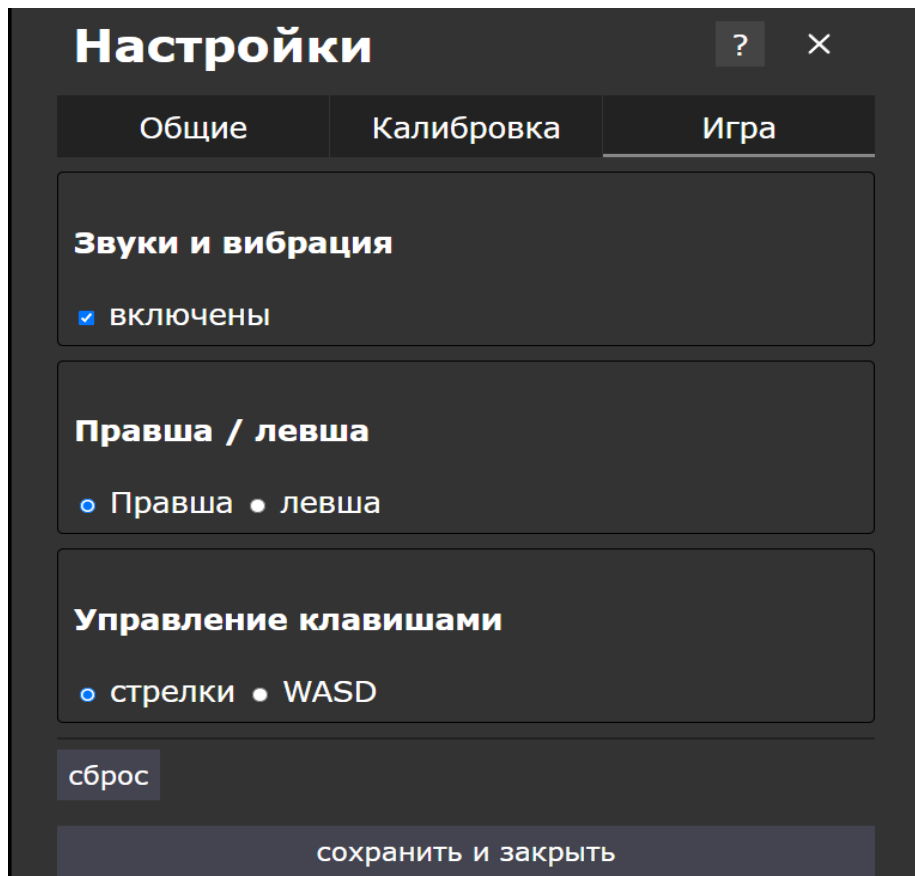 Настройки ? ×
Общие Калибровка Игра
Звуки и вибрация
включены
Правша / левша
Правша левша
Управление клавишами
стрелки WASD
сброс
сохранить и закрыть